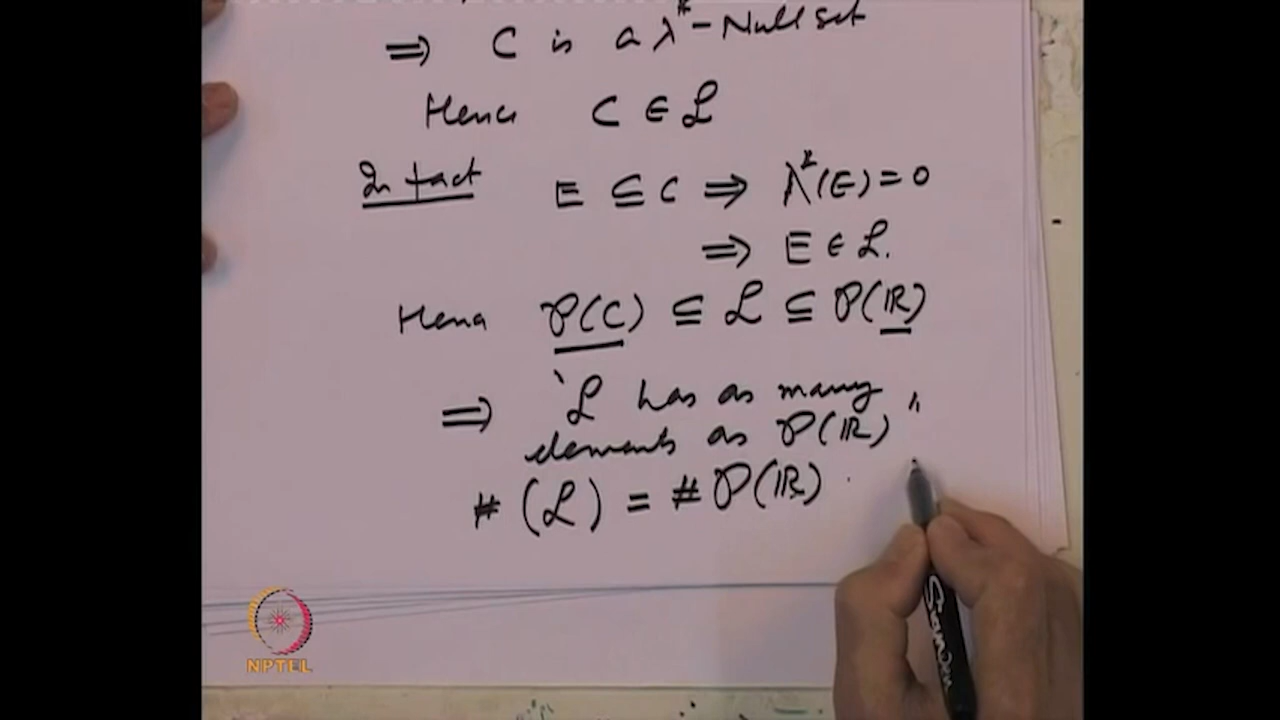 ⇒ C is a λ* - Null set
Hence C ∈ ℒ
In fact E ⊆ C ⇒ λ*(E) = 0
⇒ E ∈ ℒ.
Hence 𝒫(C) ⊆ ℒ ⊆ 𝒫(ℝ)
⇒ "ℒ has as many
elements as 𝒫(ℝ)"
# (ℒ) = # 𝒫(ℝ).
NPTEL